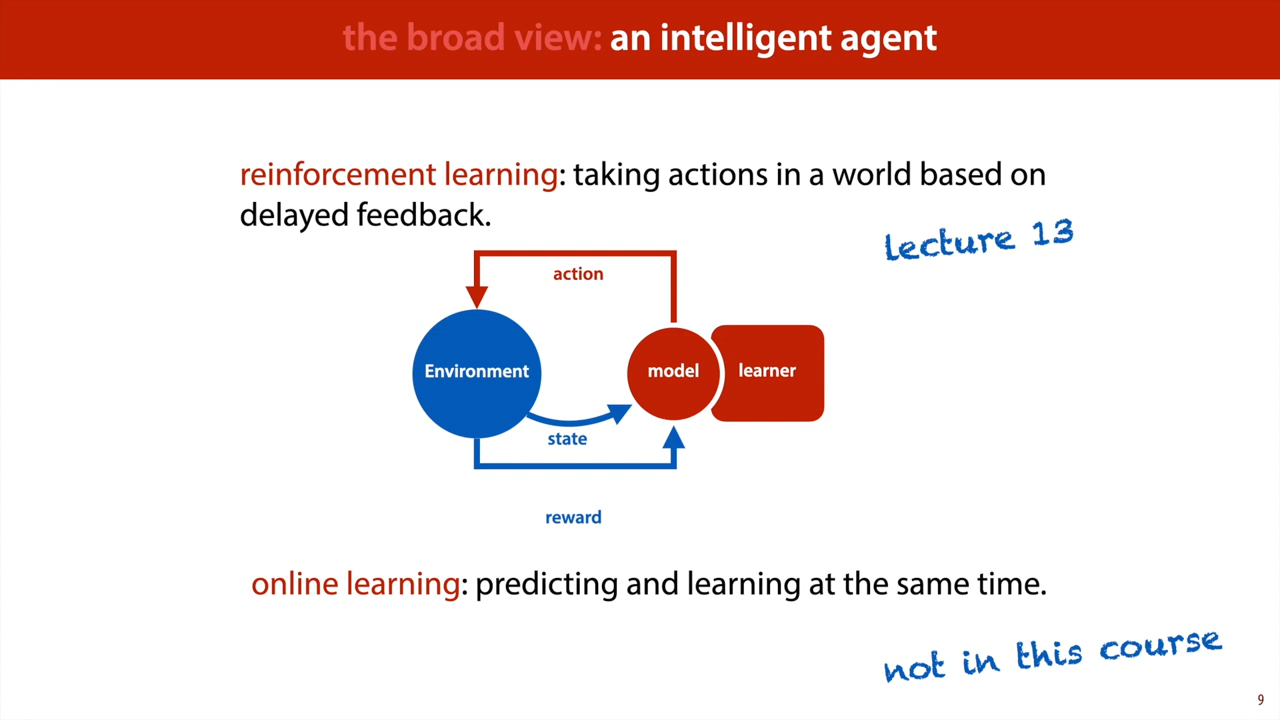 the broad view: an intelligent agent
reinforcement learning: taking actions in a world based on
delayed feedback.
lecture 13
action
Environment
model
learner
state
reward
online learning: predicting and learning at the same time.
not in this course
9